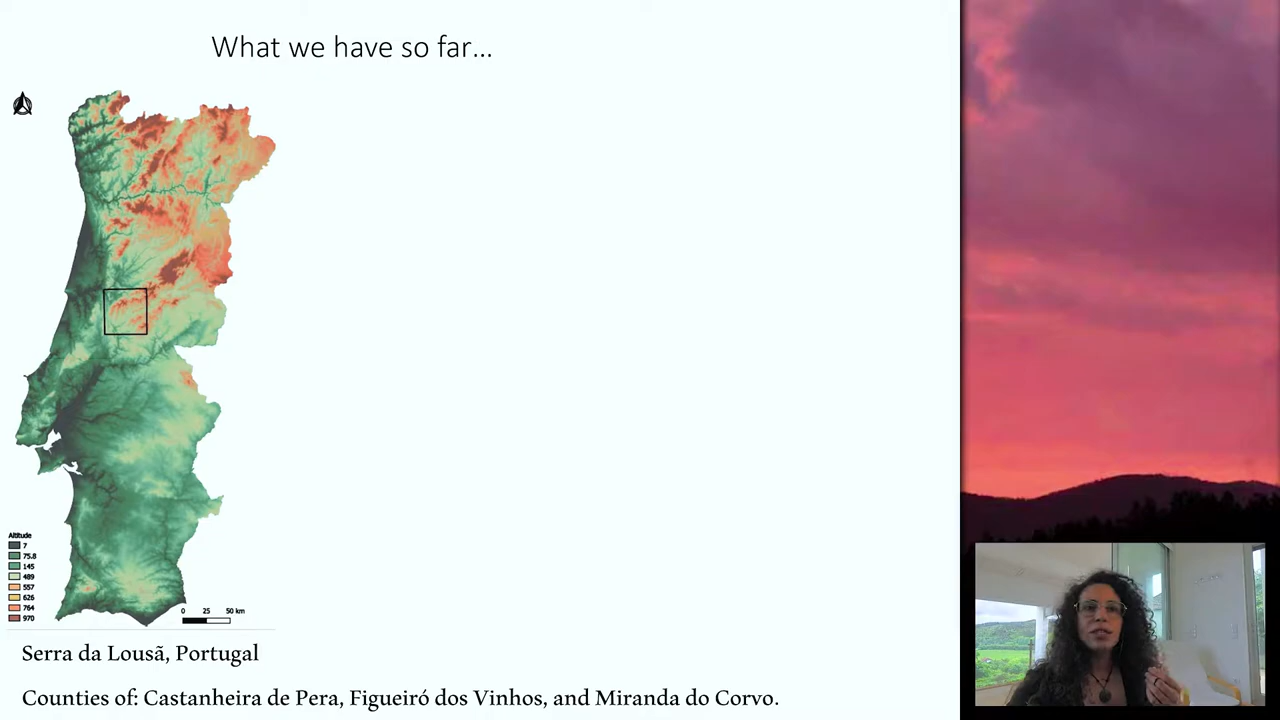 What we have so far...
Altitude
7
75.8
145
489
557
626
764
970
0 25 50 km
Serra da Lousã, Portugal
Counties of: Castanheira de Pera, Figueiró dos Vinhos, and Miranda do Corvo.